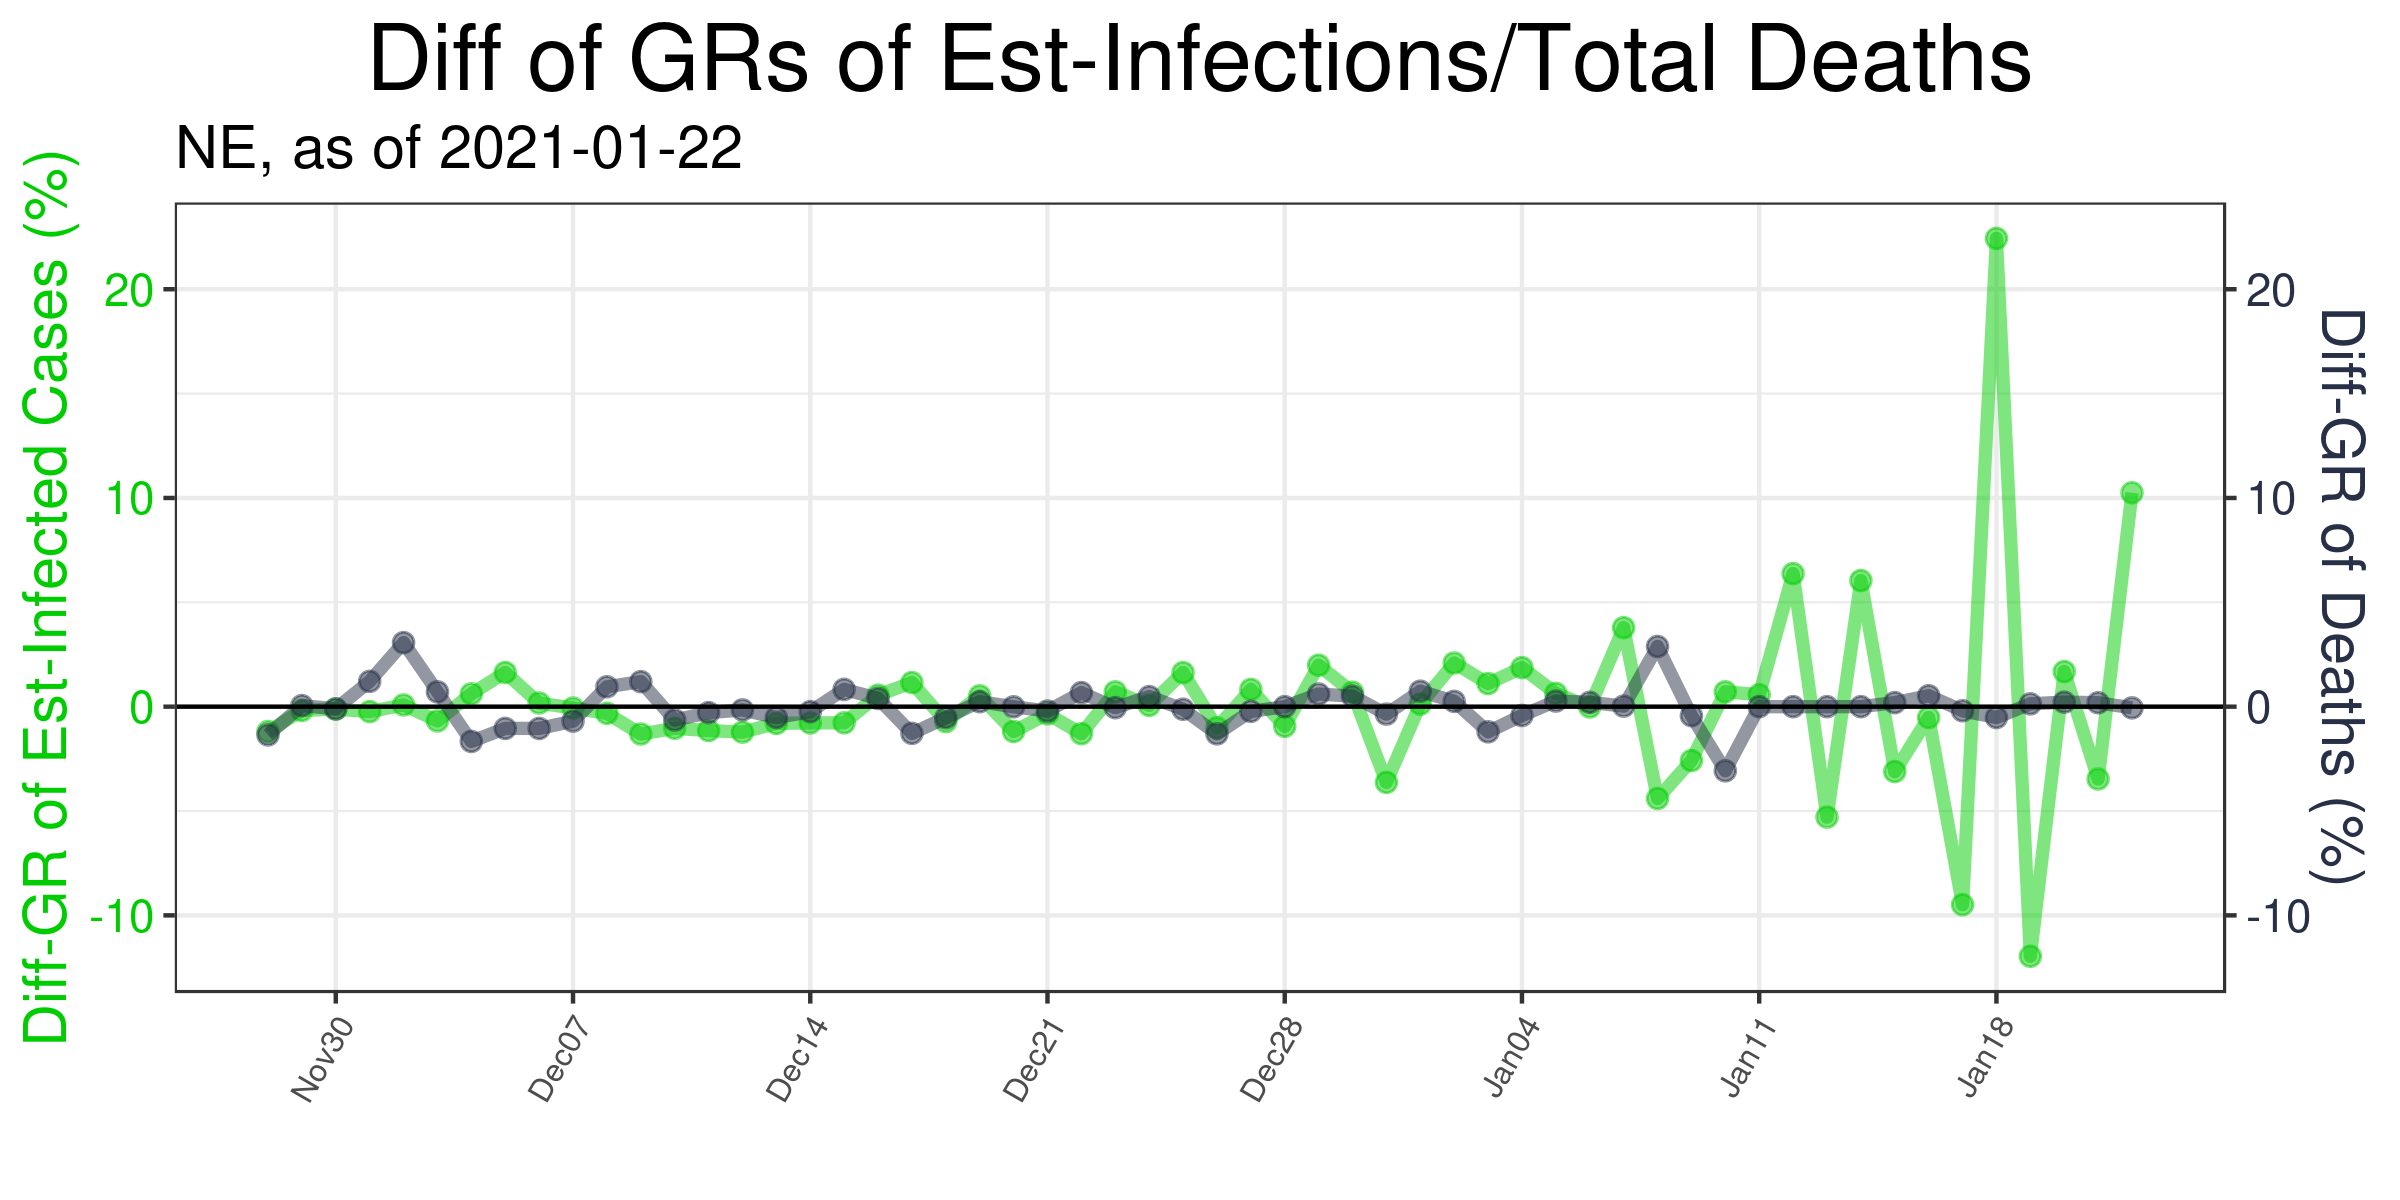 Diff of GRs of Est-Infections/Total Deaths
NE, as of 2021-01-22
Diff-GR of Est-Infected Cases (%)
20
10
0
-10
20
10
0
-10
Diff-GR of Deaths (%)
Nov30
Dec07
Dec14
Dec21
Dec28
Jan04
Jan11
Jan18